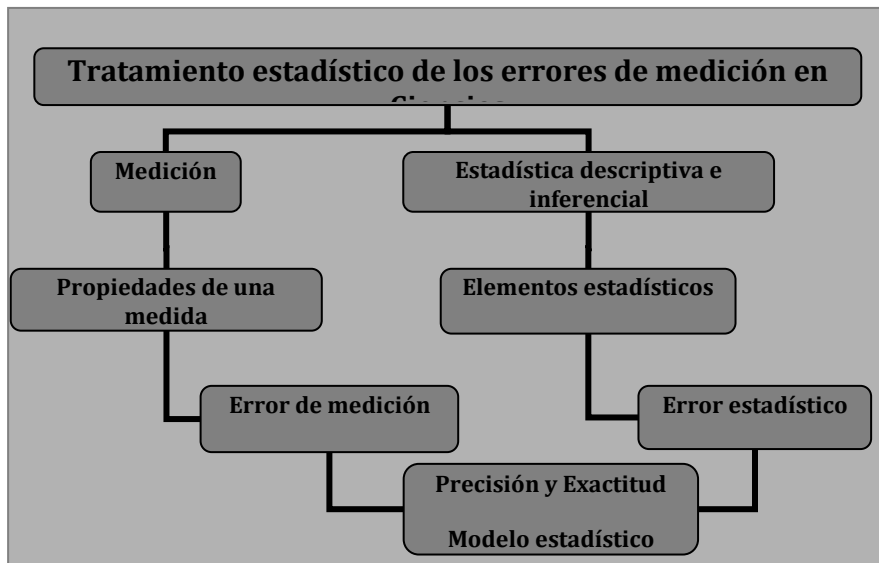 Tratamiento estadístico de los errores de medición en
Medición
Estadística descriptiva e
inferencial
Propiedades de una
medida
Elementos estadísticos
Error de medición
Error estadístico
Precisión y Exactitud
Modelo estadístico